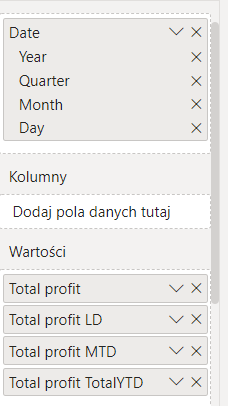 Date
Year
Quarter
Month
Day
Kolumny
Dodaj pola danych tutaj
Wartości
Total profit
Total profit LD
Total profit MTD
Total profit TotalYTD